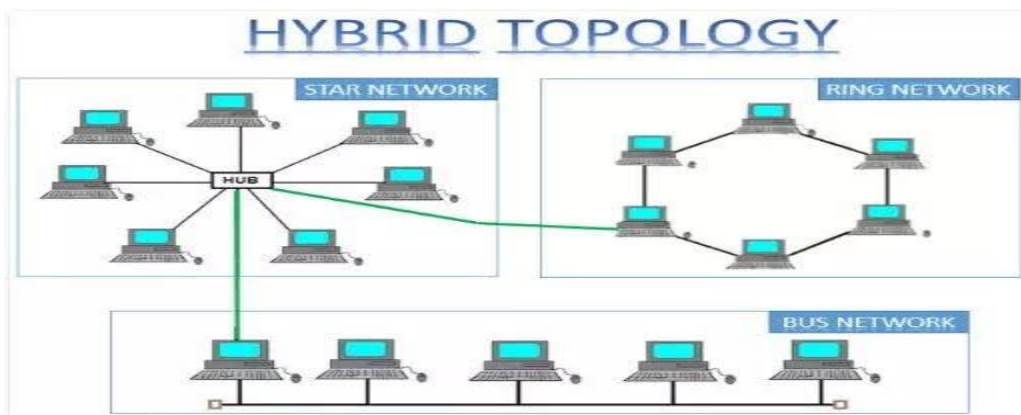 HYBRID TOPOLOGY
STAR NETWORK
RING NETWORK
HUB
BUS NETWORK